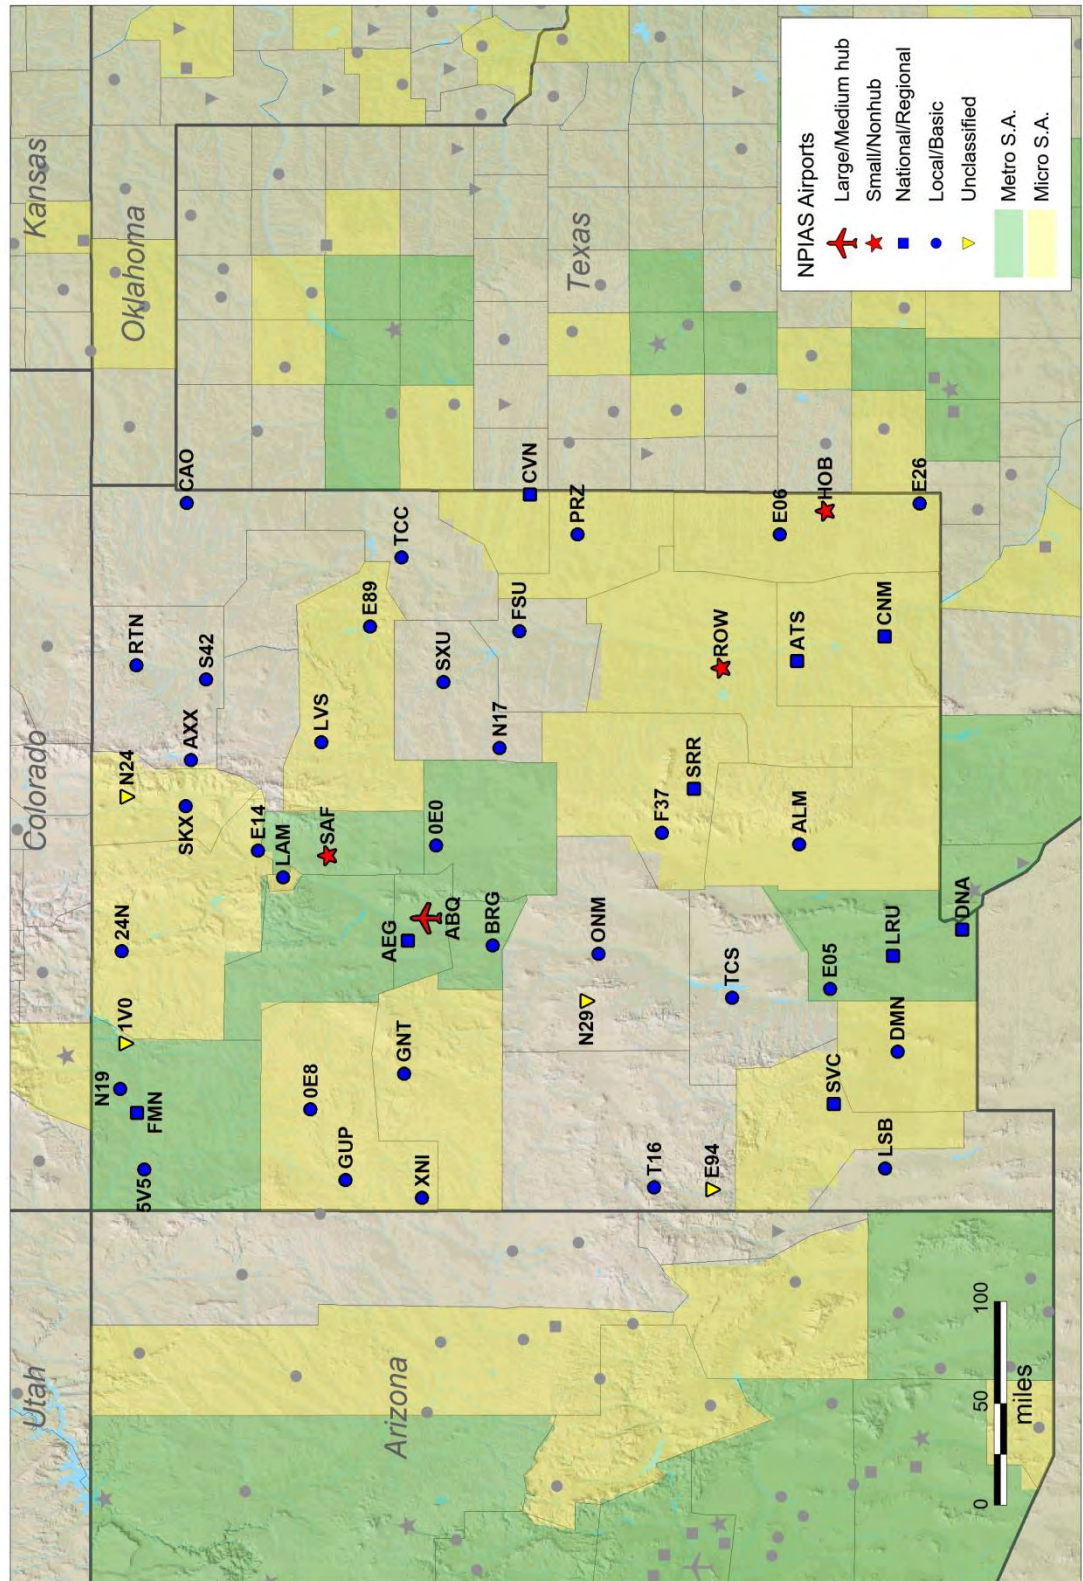 Utah
Colorado
Kansas
Oklahoma
Arizona
Texas
5V5
N19
FMN
1V0
24N
N24
RTN
S42
AXX
SKX
CAO
E14
LAM
SAF
LVS
E89
TCC
0E8
GUP
XNI
GNT
AEG
ABQ
0E0
BRG
SXU
N17
FSU
CVN
PRZ
N29
ONM
T16
E94
TCS
F37
SRR
ROW
E06
HOB
E26
ATS
CNM
ALM
SVC
E05
LSB
DMN
LRU
DNA
NPIAS Airports
Large/Medium hub
Small/Nonhub
National/Regional
Local/Basic
Unclassified
Metro S.A.
Micro S.A.
0 50 100
miles